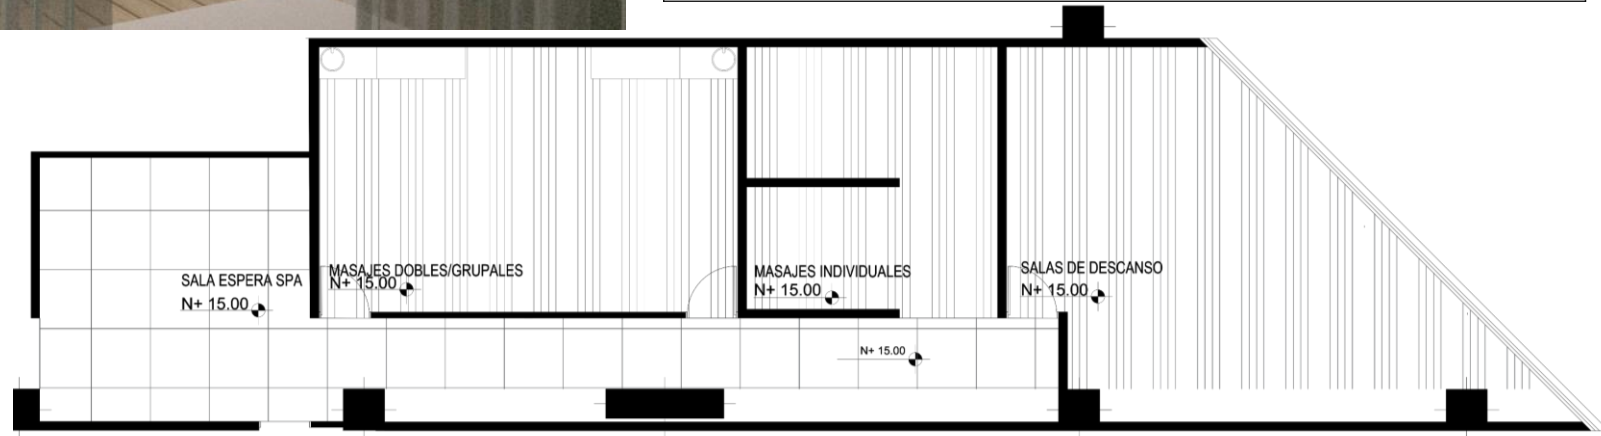 SALA ESPERA SPA
N+ 15.00
MASAJES DOBLES/GRUPALES
N+ 15.00
MASAJES INDIVIDUALES
N+ 15.00
SALAS DE DESCANSO
N+ 15.00
N+ 15.00